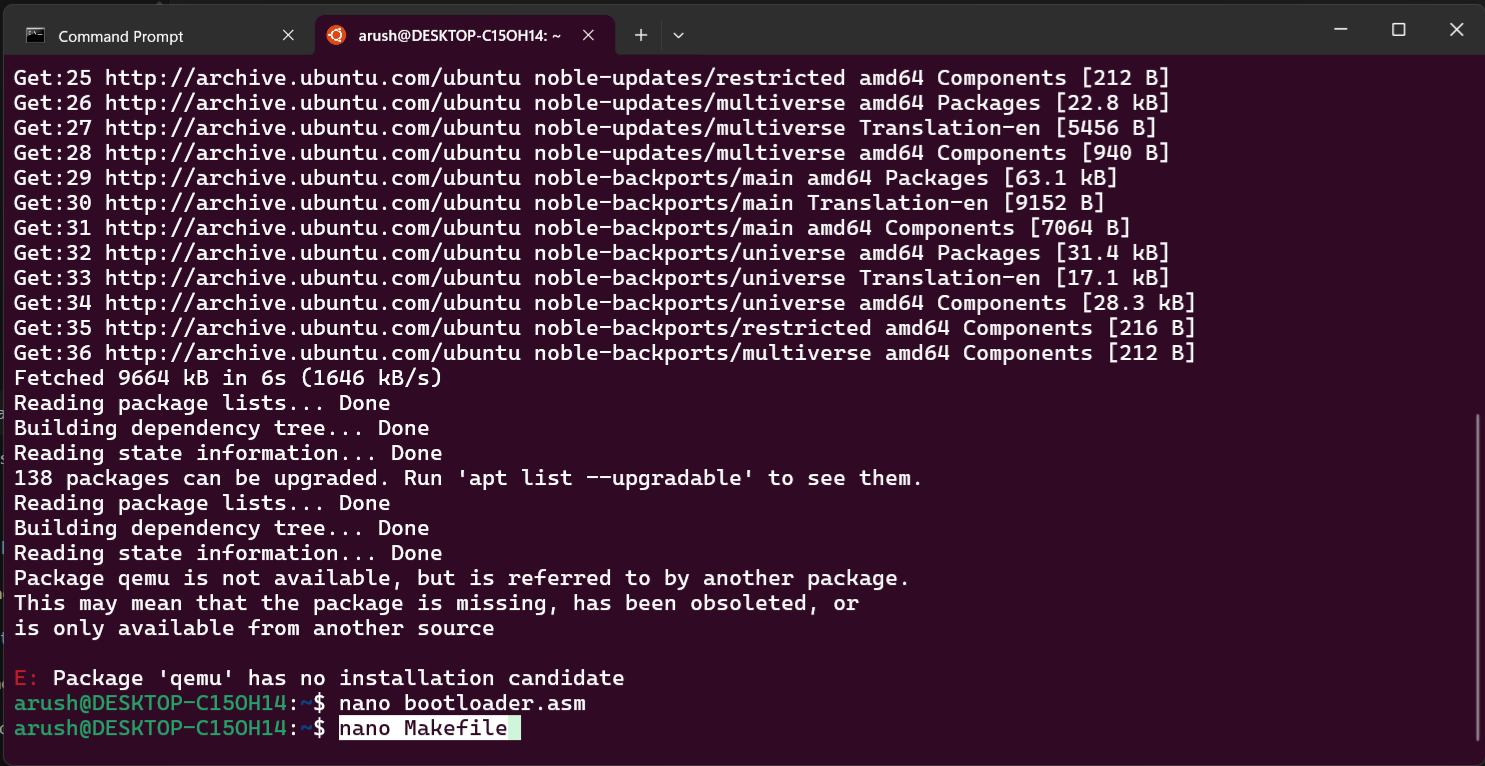 Command Prompt
arush@DESKTOP-C15OH14: ~
Get:25 http://archive.ubuntu.com/ubuntu noble-updates/restricted amd64 Components [212 B]
Get:26 http://archive.ubuntu.com/ubuntu noble-updates/multiverse amd64 Packages [22.8 kB]
Get:27 http://archive.ubuntu.com/ubuntu noble-updates/multiverse Translation-en [5456 B]
Get:28 http://archive.ubuntu.com/ubuntu noble-updates/multiverse amd64 Components [940 B]
Get:29 http://archive.ubuntu.com/ubuntu noble-backports/main amd64 Packages [63.1 kB]
Get:30 http://archive.ubuntu.com/ubuntu noble-backports/main Translation-en [9152 B]
Get:31 http://archive.ubuntu.com/ubuntu noble-backports/main amd64 Components [7064 B]
Get:32 http://archive.ubuntu.com/ubuntu noble-backports/universe amd64 Packages [31.4 kB]
Get:33 http://archive.ubuntu.com/ubuntu noble-backports/universe Translation-en [17.1 kB]
Get:34 http://archive.ubuntu.com/ubuntu noble-backports/universe amd64 Components [28.3 kB]
Get:35 http://archive.ubuntu.com/ubuntu noble-backports/restricted amd64 Components [216 B]
Get:36 http://archive.ubuntu.com/ubuntu noble-backports/multiverse amd64 Components [212 B]
Fetched 9664 kB in 6s (1646 kB/s)
Reading package lists... Done
Building dependency tree... Done
Reading state information... Done
138 packages can be upgraded. Run 'apt list --upgradable' to see them.
Reading package lists... Done
Building dependency tree... Done
Reading state information... Done
Package qemu is not available, but is referred to by another package.
This may mean that the package is missing, has been obsoleted, or
is only available from another source
E: Package 'qemu' has no installation candidate
arush@DESKTOP-C15OH14:~$ nano bootloader.asm
arush@DESKTOP-C15OH14:~$ nano Makefile